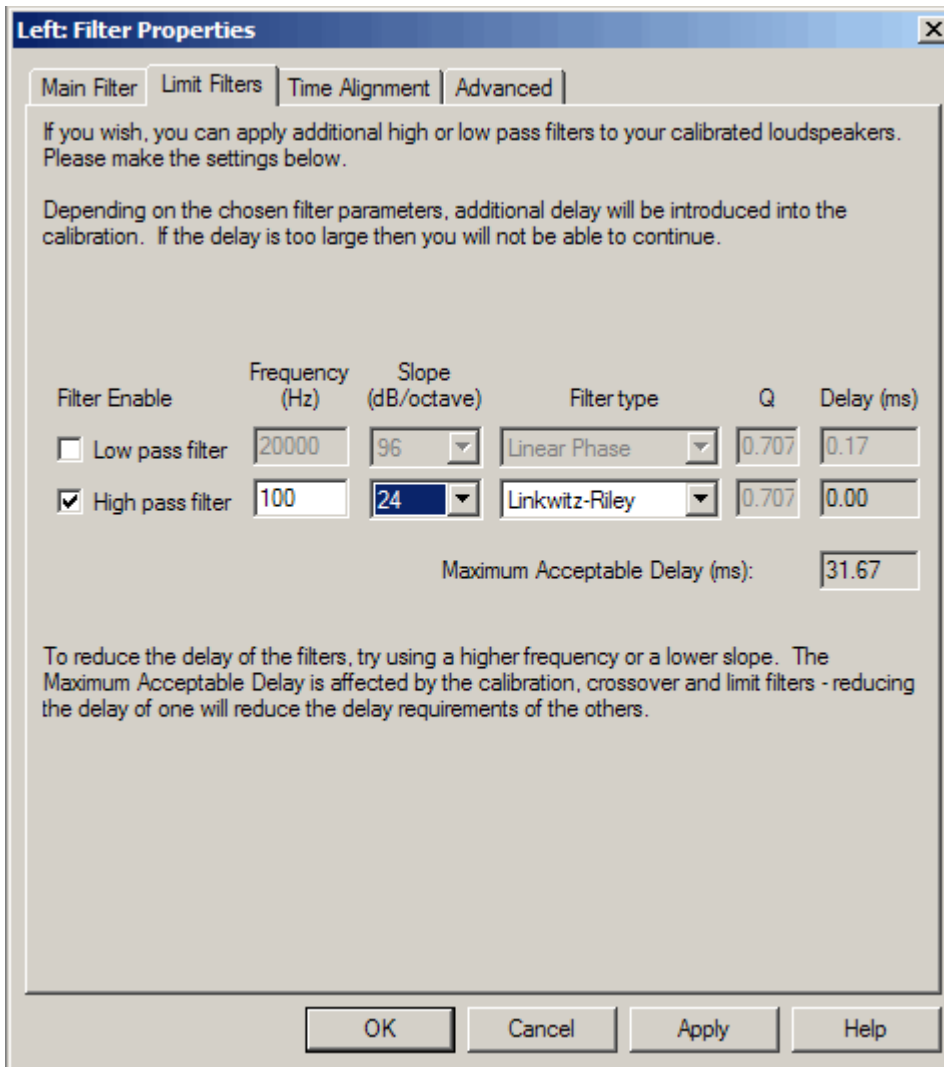 Left: Filter Properties
Main Filter Limit Filters Time Alignment Advanced
If you wish, you can apply additional high or low pass filters to your calibrated loudspeakers.
Please make the settings below.
Depending on the chosen filter parameters, additional delay will be introduced into the
calibration. If the delay is too large then you will not be able to continue.
Frequency Slope
Filter Enable (Hz) (dB/octave) Filter type Q Delay (ms)
Low pass filter 20000 96 Linear Phase 0.707 0.17
High pass filter 100 24 Linkwitz-Riley 0.707 0.00
Maximum Acceptable Delay (ms): 31.67
To reduce the delay of the filters, try using a higher frequency or a lower slope. The
Maximum Acceptable Delay is affected by the calibration, crossover and limit filters - reducing
the delay of one will reduce the delay requirements of the others.
OK Cancel Apply Help